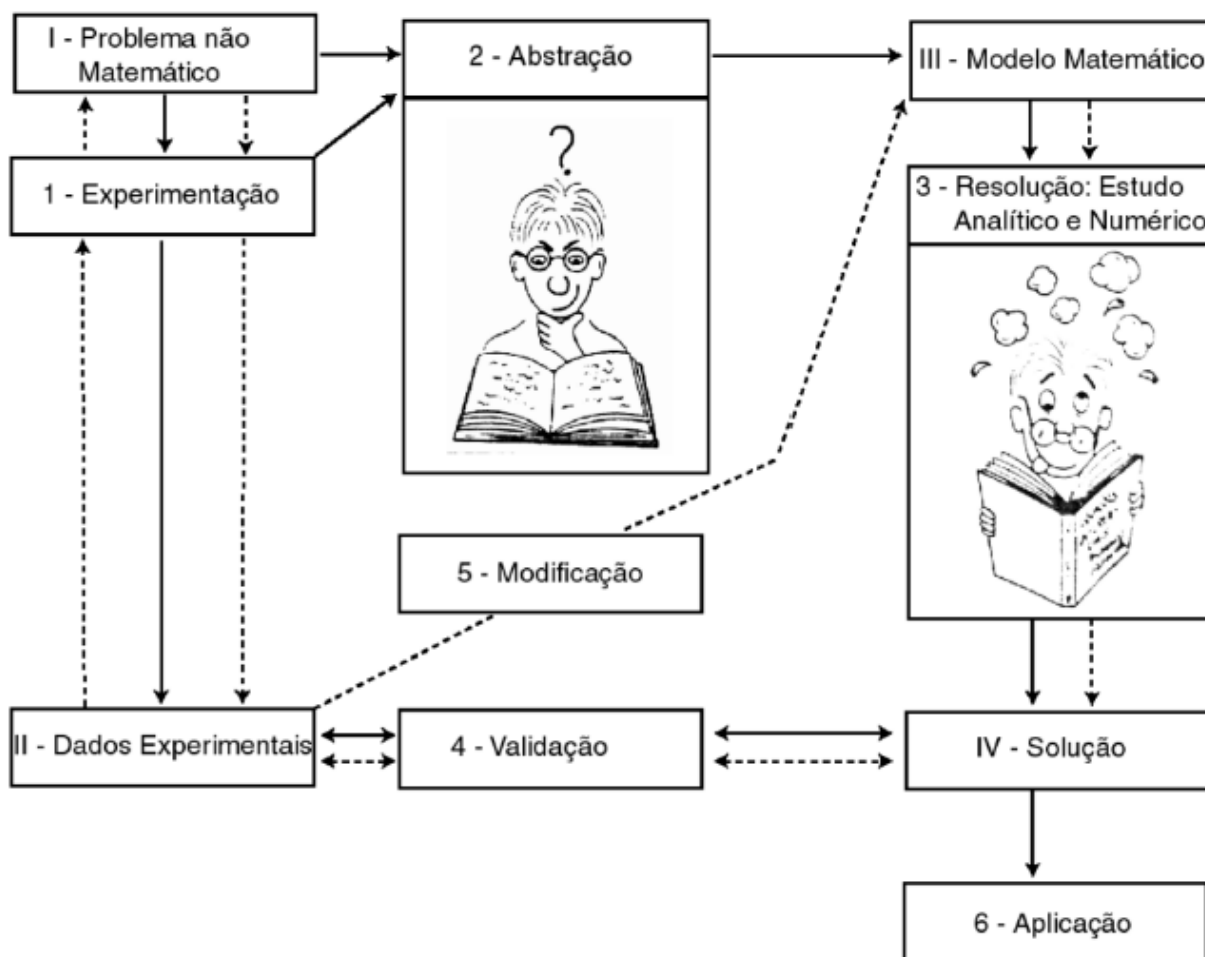 I - Problema não
Matemático
2 - Abstração
III - Modelo Matemático
1 - Experimentação
3 - Resolução: Estudo
Analítico e Numérico
?
5 - Modificação
II - Dados Experimentais
4 - Validação
IV - Solução
6 - Aplicação